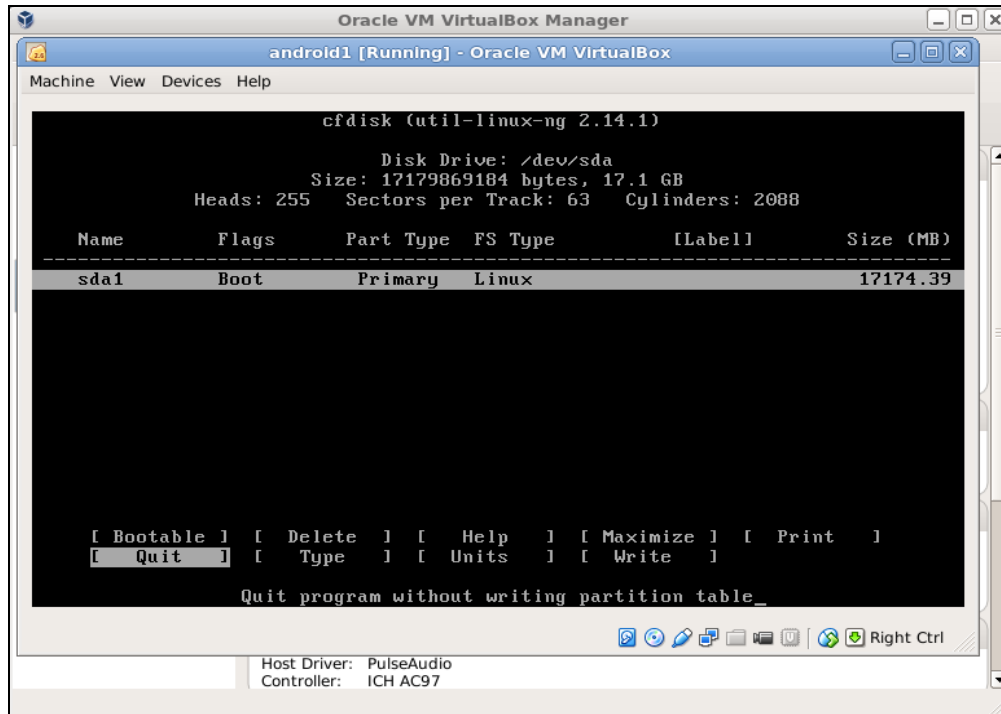 Oracle VM VirtualBox Manager
android1 [Running] - Oracle VM VirtualBox
Machine View Devices Help
cfdisk (util-linux-ng 2.14.1)
Disk Drive: /dev/sda
Size: 17179869184 bytes, 17.1 GB
Heads: 255 Sectors per Track: 63 Cylinders: 2088
Name Flags Part Type FS Type [Label] Size (MB)
sda1 Boot Primary Linux 17174.39
[ Bootable ] [ Delete ] [ Help ] [ Maximize ] [ Print ]
[ Quit ] [ Type ] [ Units ] [ Write ]
Quit program without writing partition table_
Right Ctrl
Host Driver: PulseAudio
Controller: ICH AC97